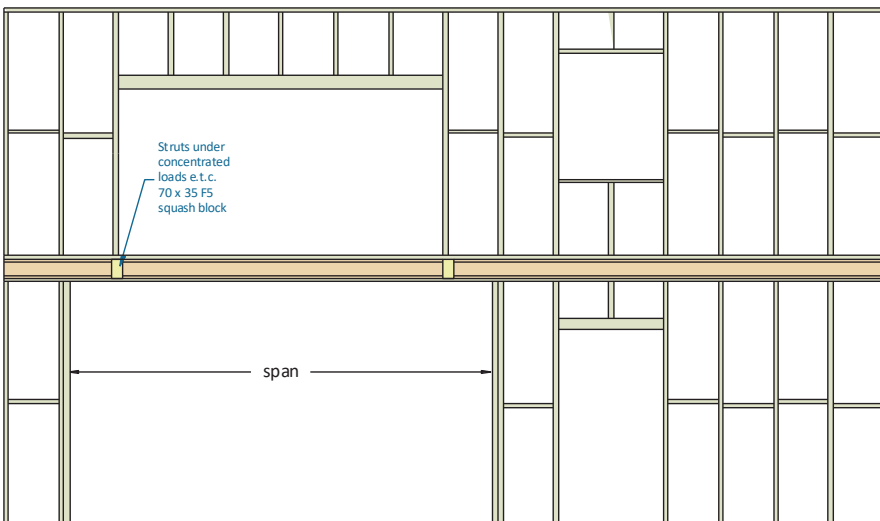 Struts under
concentrated
loads e.t.c.
70 x 35 F5
squash block
span